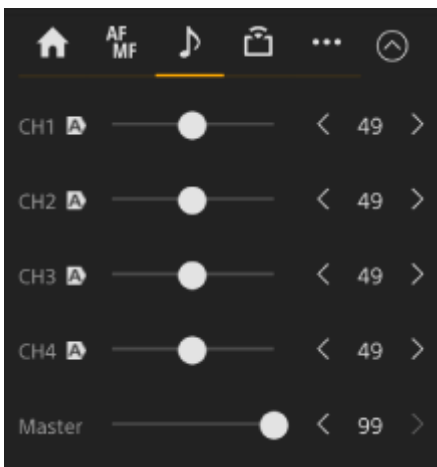 AF
MF
CH1 A 49
CH2 A 49
CH3 A 49
CH4 A 49
Master 99